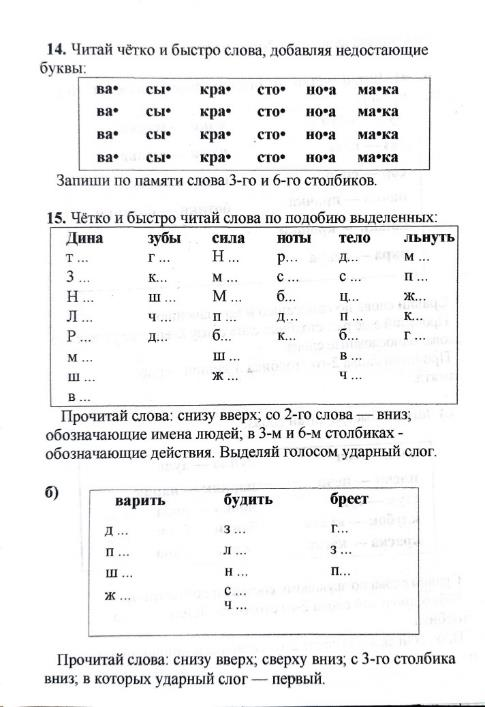 14. Читай чётко и быстро слова, добавляя недостающие
буквы:
ва• сы• кра• сто• но•а ма•ка
ва• сы• кра• сто• но•а ма•ка
ва• сы• кра• сто• но•а ма•ка
ва• сы• кра• сто• но•а ма•ка
Запиши по памяти слова 3-го и 6-го столбиков.
15. Чётко и быстро читай слова по подобию выделенных:
Дина зубы сила ноты тело льнуть
т ... г ... Н ... р... д... м ...
З ... к... м ... с ... с ... п ...
Н ... ш ... М ... б... ц... ж...
Л ... ч ... п ... д... п ... к...
Р ... д... б... к... б... г ...
м ... ш ... в ...
ш ... ж ... ч ...
в ...
Прочитай слова: снизу вверх; со 2-го слова — вниз;
обозначающие имена людей; в 3-м и 6-м столбиках -
обозначающие действия. Выделяй голосом ударный слог.
б)
варить будить бреет
д ... з ... г...
п ... л ... з ...
ш ... н ... п...
ж ... с ...
ч ...
Прочитай слова: снизу вверх; сверху вниз; с 3-го столбика
вниз; в которых ударный слог — первый.